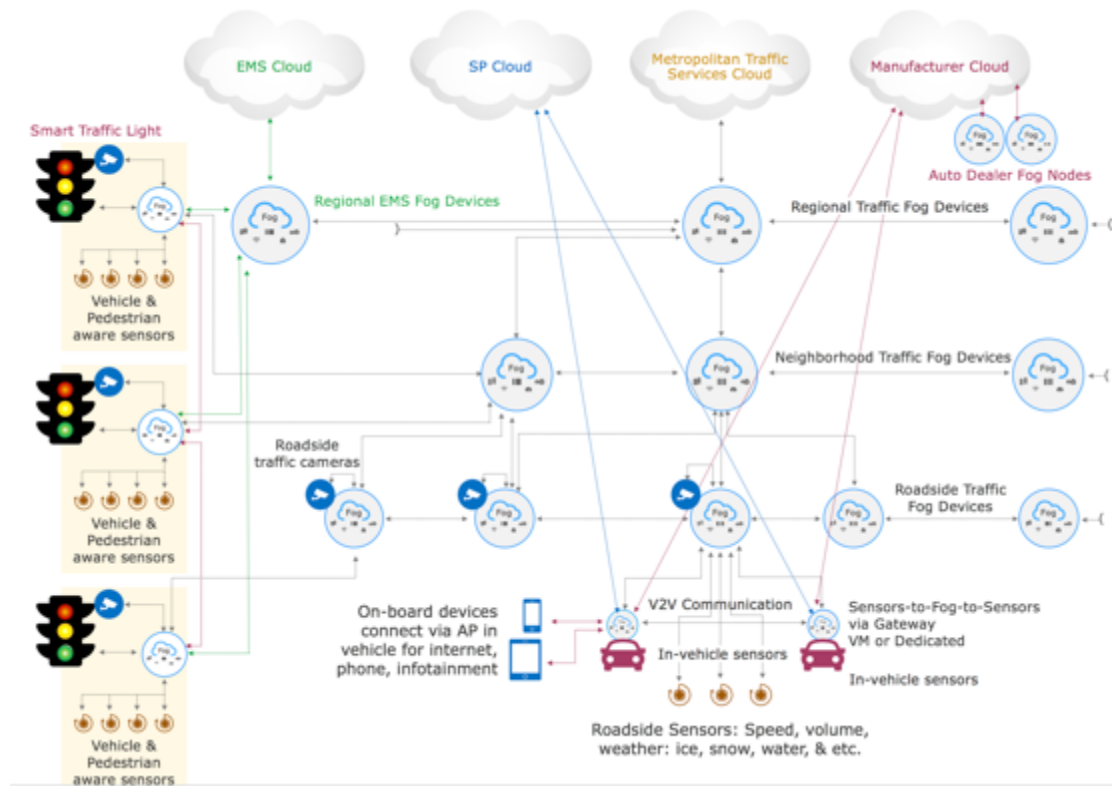 EMS Cloud
SP Cloud
Metropolitan Traffic
Services Cloud
Manufacturer Cloud
Smart Traffic Light
Fog
Fog
Auto Dealer Fog Nodes
Fog
Fog
Regional EMS Fog Devices
Fog
Regional Traffic Fog Devices
Fog
Vehicle &
Pedestrian
aware sensors
Fog
Fog
Neighborhood Traffic Fog Devices
Fog
Fog
Roadside
traffic cameras
Vehicle &
Pedestrian
aware sensors
Fog
Fog
Fog
Fog
Roadside Traffic
Fog Devices
Fog
Fog
On-board devices
connect via AP in
vehicle for internet,
phone, infotainment
V2V Communication
Sensors-to-Fog-to-Sensors
via Gateway
VM or Dedicated
In-vehicle sensors
In-vehicle sensors
Roadside Sensors: Speed, volume,
weather: ice, snow, water, & etc.
Vehicle &
Pedestrian
aware sensors